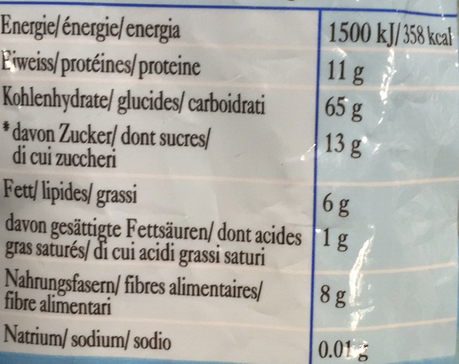 Energie/énergie/energia 1500 kJ/358 kcal
Eiweiss/protéines/proteine 11 g
Kohlenhydrate/glucides/carboidrati 65 g
*davon Zucker/ dont sucres/ 13 g
di cui zuccheri
Fett/lipides/grassi 6 g
davon gesättigte Fettsäuren/ dont acides 1 g
gras saturés/ di cui acidi grassi saturi
Nahrungsfasern/ fibres alimentaires/ 8 g
fibre alimentari
Natrium/sodium/sodio 0.01 g